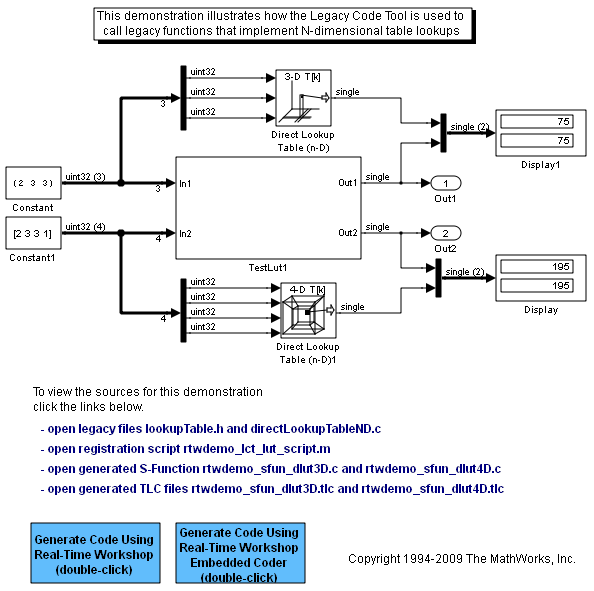 This demonstration illustrates how the Legacy Code Tool is used to
call legacy functions that implement N-dimensional table lookups
uint32
uint32
uint32
3
3-D T[k]
single
Direct Lookup
Table (n-D)
single (2)
75
75
Display1
(2 3 3)
Constant
uint32 (3)
3
In1
Out1
single
1
Out1
[2 3 3 1]
Constant1
uint32 (4)
4
In2
Out2
single
2
Out2
TestLut1
uint32
uint32
uint32
uint32
4
4-D T[k]
single
Direct Lookup
Table (n-D)1
single (2)
195
195
Display
To view the sources for this demonstration
click the links below.
- open legacy files lookupTable.h and directLookupTableND.c
- open registration script rtwdemo_lct_lut_script.m
- open generated S-Function rtwdemo_sfun_dlut3D.c and rtwdemo_sfun_dlut4D.c
- open generated TLC files rtwdemo_sfun_dlut3D.tlc and rtwdemo_sfun_dlut4D.tlc
Generate Code Using
Real-Time Workshop
(double-click)
Generate Code Using
Real-Time Workshop
Embedded Coder
(double-click)
Copyright 1994-2009 The MathWorks, Inc.